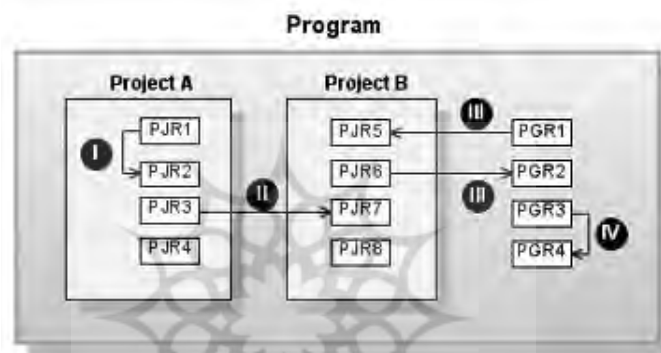 Program
Project A
Project B
PJR1
PJR2
PJR3
PJR4
I
II
PJR5
PJR6
PJR7
PJR8
III
III
PGR1
PGR2
PGR3
PGR4
IV